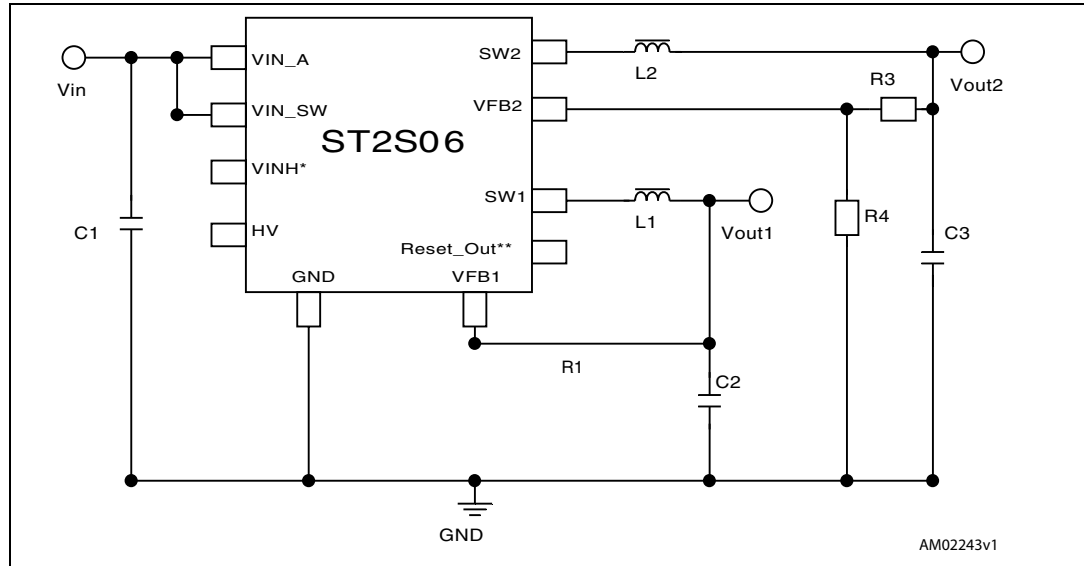 Vin
VIN_A
VIN_SW
VINH*
HV
GND
ST2S06
SW2
VFB2
SW1
Reset_Out**
VFB1
L2
R3
Vout2
L1
Vout1
R4
C3
C1
R1
C2
GND
AM02243v1